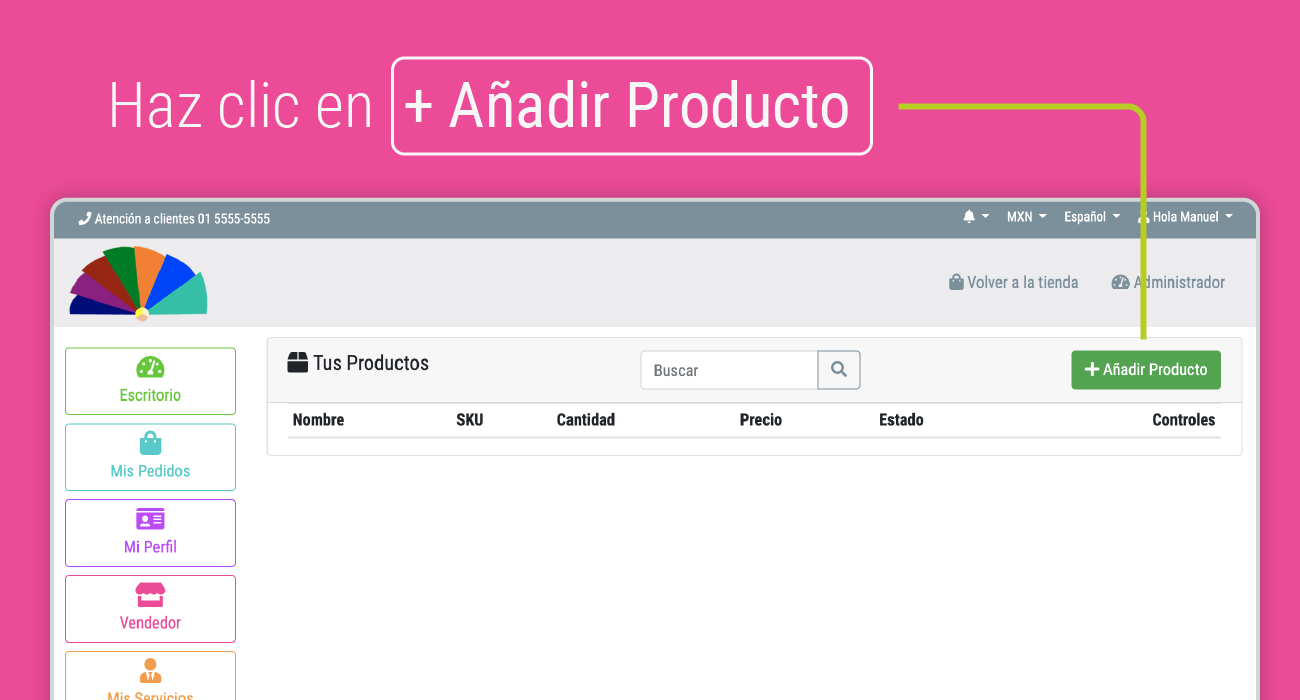 Haz clic en + Añadir Producto
Atención a clientes 01 5555-5555
MXN
Español
Hola Manuel
Volver a la tienda
Administrador
Escritorio
Mis Pedidos
Mi Perfil
Vendedor
Mis Servicios
Tus Productos
Buscar
+ Añadir Producto
Nombre SKU Cantidad Precio Estado Controles